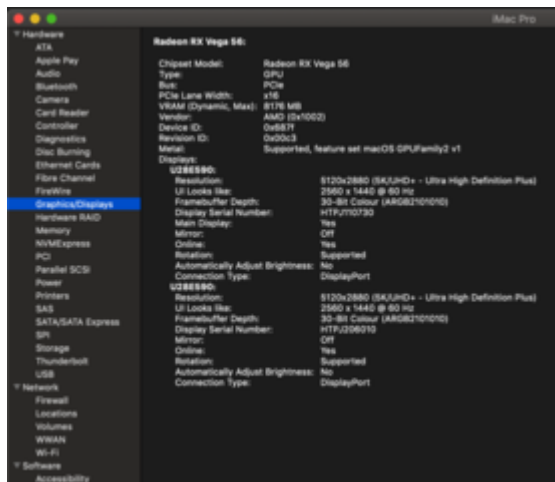 iMac Pro
Hardware
ATA
Apple Pay
Audio
Bluetooth
Camera
Card Reader
Controller
Diagnostics
Disc Burning
Ethernet Cards
Fibre Channel
FireWire
Graphics/Displays
Hardware RAID
Memory
NVMExpress
PCI
Parallel SCSI
Power
Printers
SAS
SATA/SATA Express
SPI
Storage
Thunderbolt
USB
Network
Firewall
Locations
Volumes
WWAN
Wi-Fi
Software
Accessibility
Radeon RX Vega 56:
Chipset Model: Radeon RX Vega 56
Type: GPU
Bus: PCIe
PCIe Lane Width: x16
VRAM (Dynamic, Max): 8176 MB
Vendor: AMD (0x1002)
Device ID: 0x687f
Revision ID: 0x00c3
Metal: Supported, feature set macOS GPUFamily2 v1
Displays:
U28E590:
Resolution: 5120x2880 (5K/UHD+ - Ultra High Definition Plus)
UI Looks like: 2560 x 1440 @ 60 Hz
Framebuffer Depth: 30-Bit Colour (ARGB2101010)
Display Serial Number: HTPJ110730
Main Display: Yes
Mirror: Off
Online: Yes
Rotation: Supported
Automatically Adjust Brightness: No
Connection Type: DisplayPort
U28E590:
Resolution: 5120x2880 (5K/UHD+ - Ultra High Definition Plus)
UI Looks like: 2560 x 1440 @ 60 Hz
Framebuffer Depth: 30-Bit Colour (ARGB2101010)
Display Serial Number: HTPJ206010
Mirror: Off
Online: Yes
Rotation: Supported
Automatically Adjust Brightness: No
Connection Type: DisplayPort